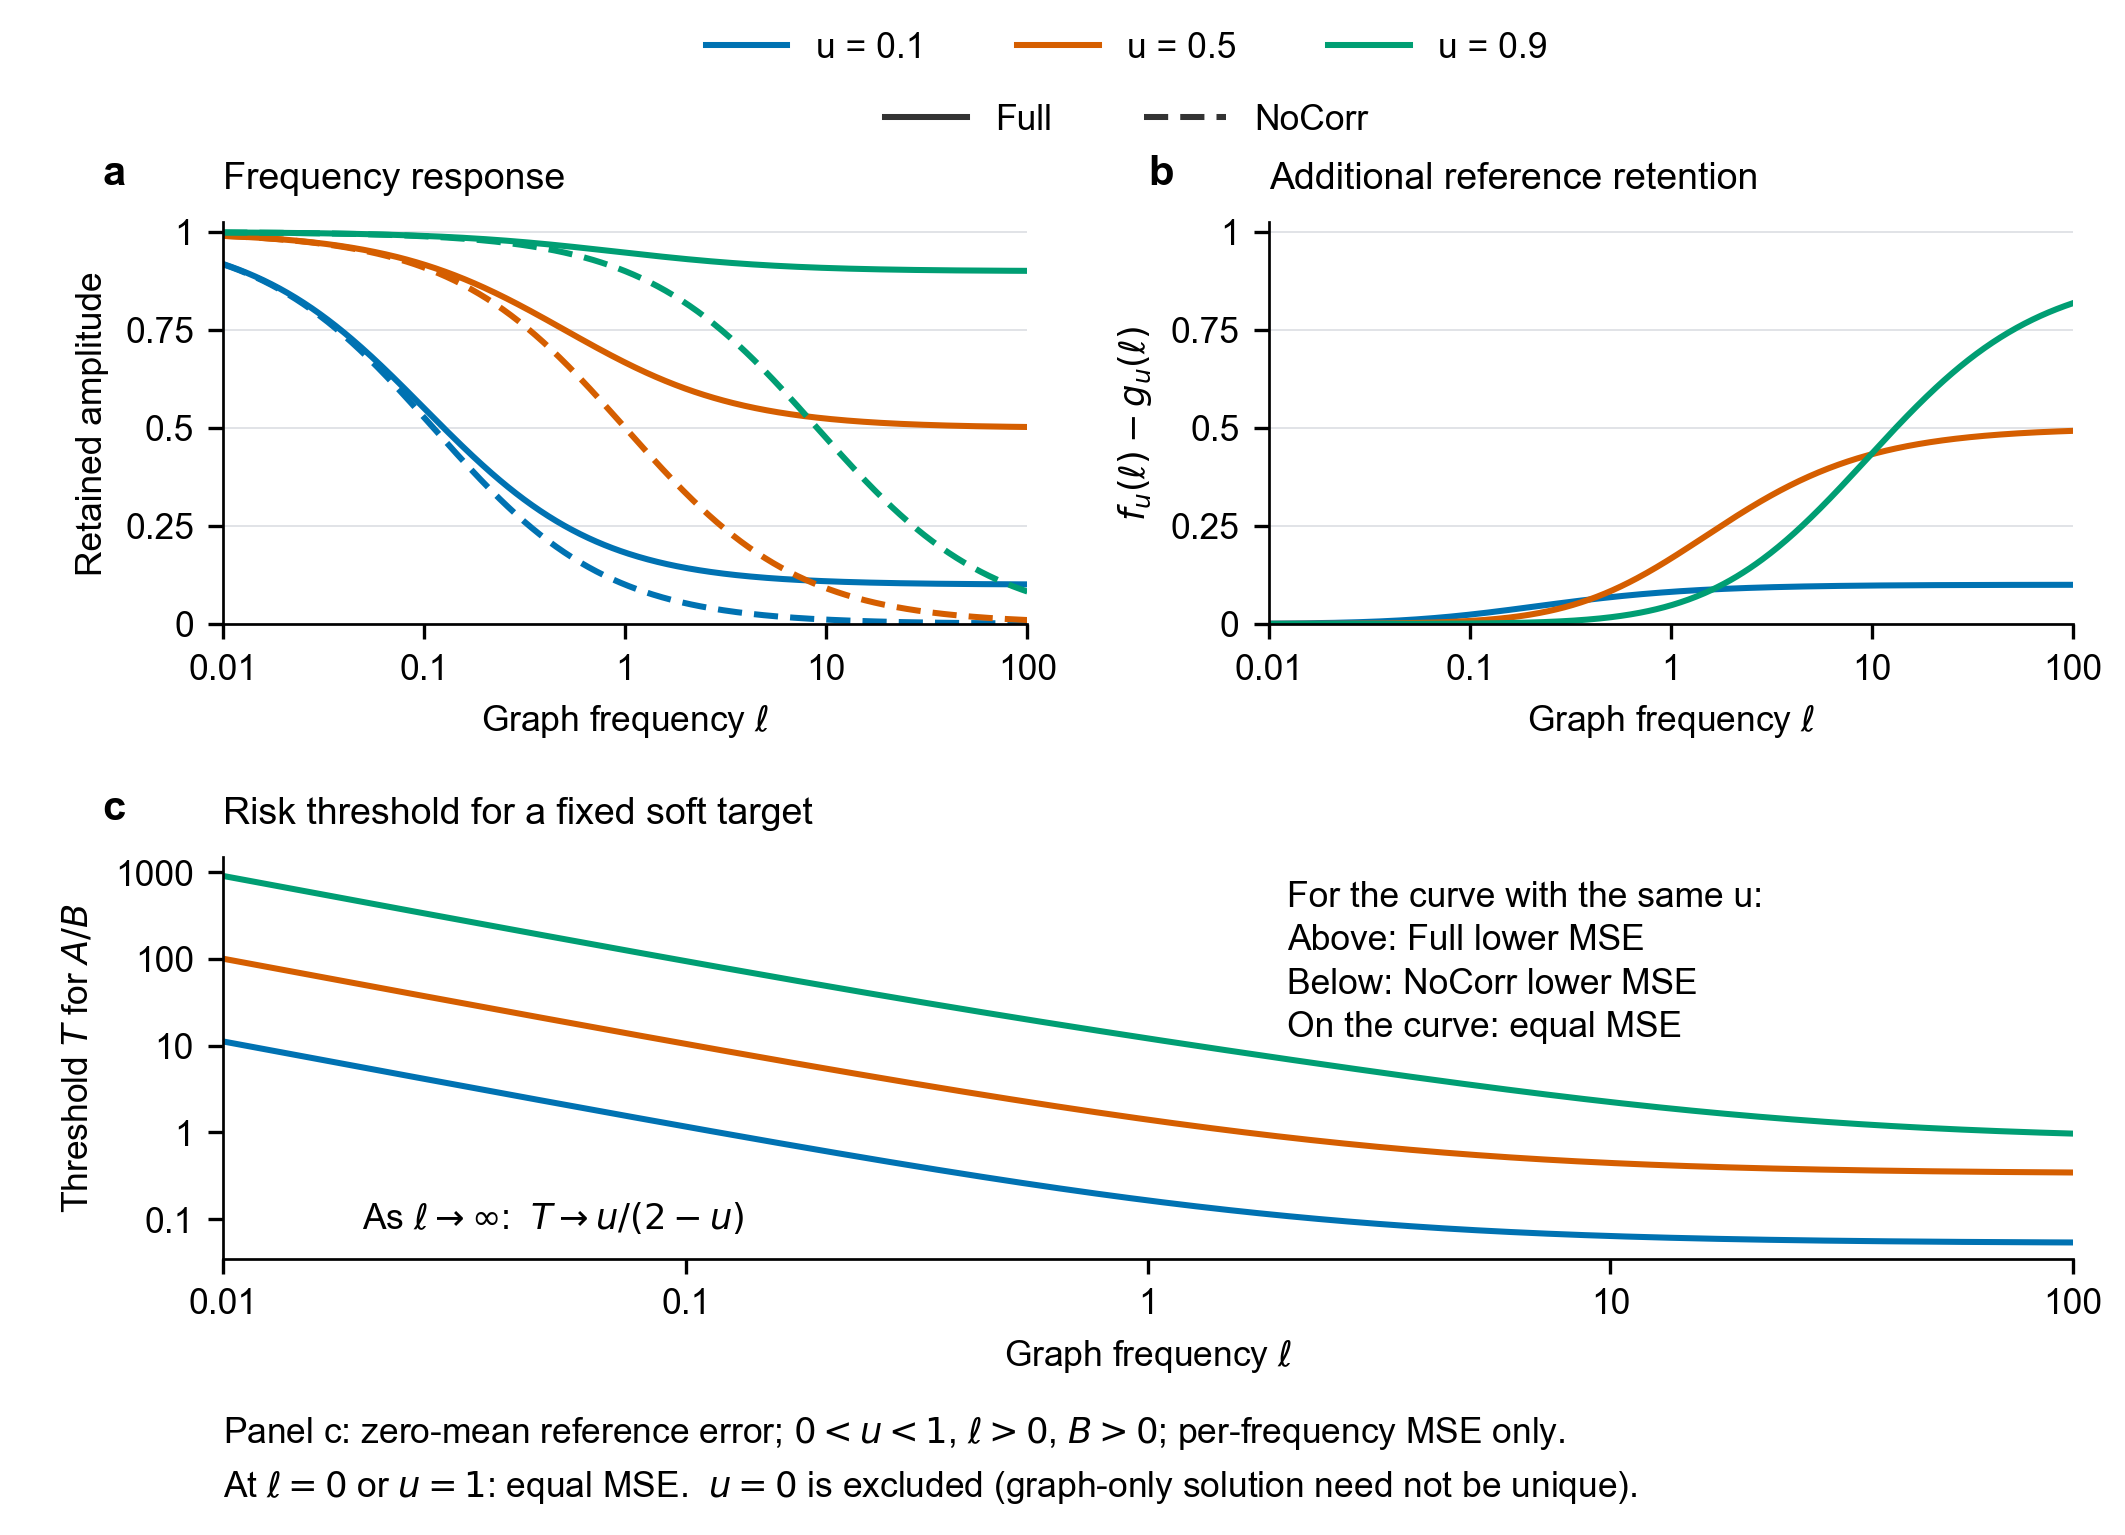 u = 0.1 u = 0.5 u = 0.9
Full NoCorr
a Frequency response
1
0.75
0.5
0.25
0
Retained amplitude
0.01 0.1 1 10 100
Graph frequency ℓ
b Additional reference retention
1
0.75
0.5
0.25
0
fᵤ(ℓ) − gᵤ(ℓ)
0.01 0.1 1 10 100
Graph frequency ℓ
c Risk threshold for a fixed soft target
1000
100
10
1
0.1
Threshold T for A/B
For the curve with the same u:
Above: Full lower MSE
Below: NoCorr lower MSE
On the curve: equal MSE
As ℓ → ∞: T → u/(2 − u)
0.01 0.1 1 10 100
Graph frequency ℓ
Panel c: zero-mean reference error; 0 < u < 1, ℓ > 0, B > 0; per-frequency MSE only.
At ℓ = 0 or u = 1: equal MSE. u = 0 is excluded (graph-only solution need not be unique).